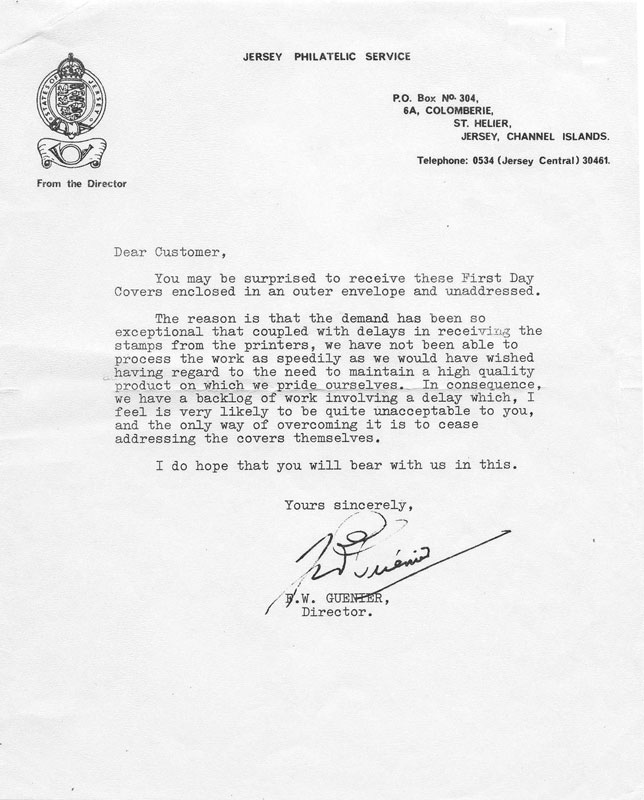 JERSEY PHILATELIC SERVICE
P.O. Box No. 304,
6A, COLOMBERIE,
ST. HELIER,
JERSEY, CHANNEL ISLANDS.
Telephone: 0534 (Jersey Central) 30461.
STATES OF JERSEY
From the Director
Dear Customer,
You may be surprised to receive these First Day
Covers enclosed in an outer envelope and unaddressed.
The reason is that the demand has been so
exceptional that coupled with delays in receiving the
stamps from the printers, we have not been able to
process the work as speedily as we would have wished
having regard to the need to maintain a high quality
product on which we pride ourselves. In consequence,
we have a backlog of work involving a delay which, I
feel is very likely to be quite unacceptable to you,
and the only way of overcoming it is to cease
addressing the covers themselves.
I do hope that you will bear with us in this.
Yours sincerely,
GUENIER,
Director.